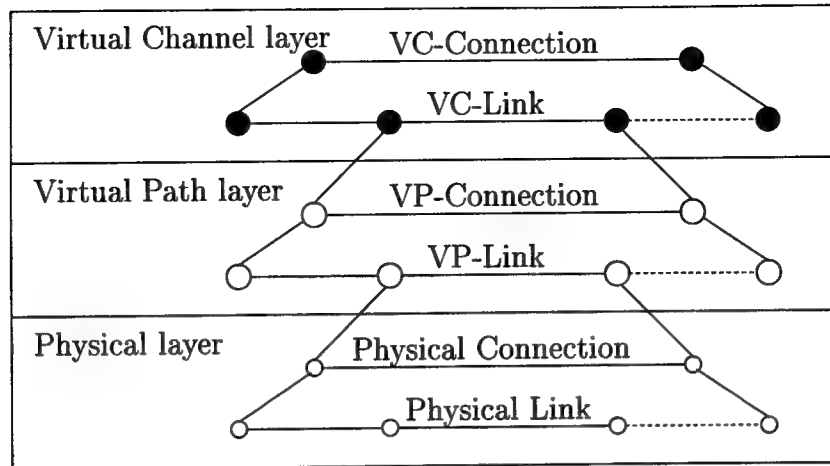 Virtual Channel layer
VC-Connection
VC-Link
Virtual Path layer
VP-Connection
VP-Link
Physical layer
Physical Connection
Physical Link